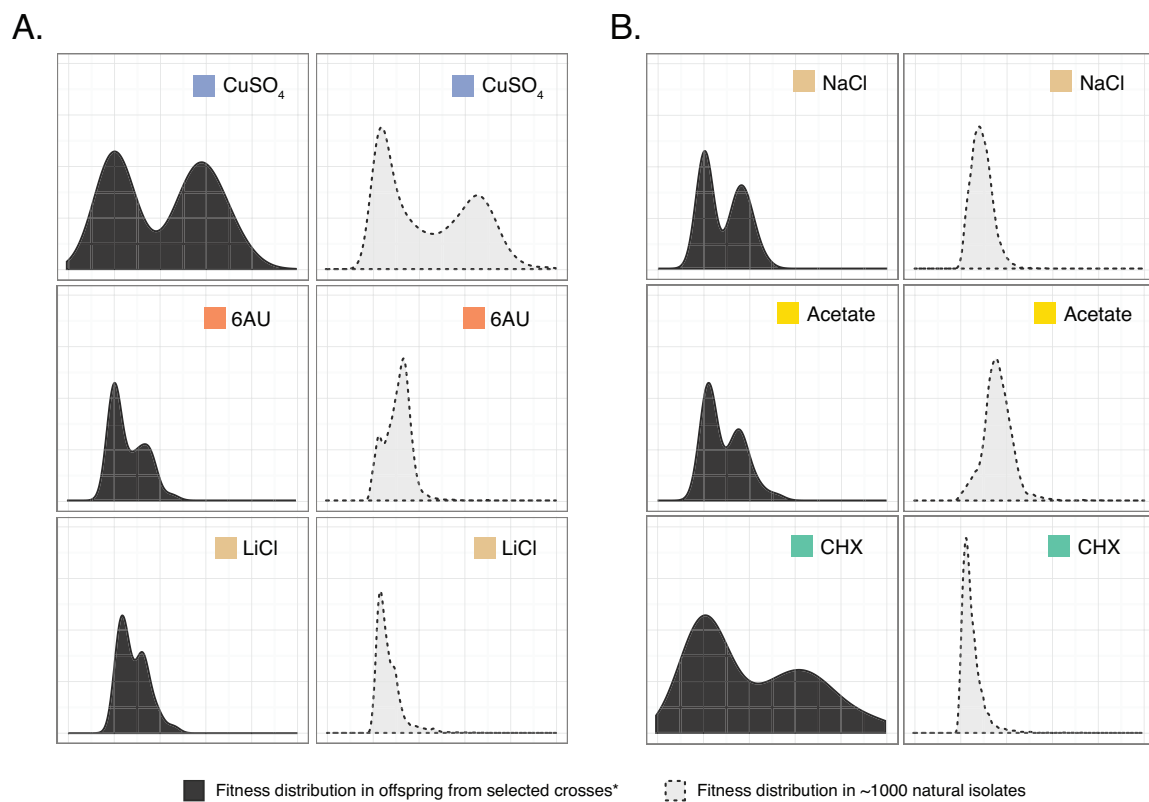 A.
B.
CuSO4
CuSO4
NaCl
NaCl
6AU
6AU
Acetate
Acetate
LiCl
LiCl
CHX
CHX
Fitness distribution in offspring from selected crosses*
Fitness distribution in ~1000 natural isolates